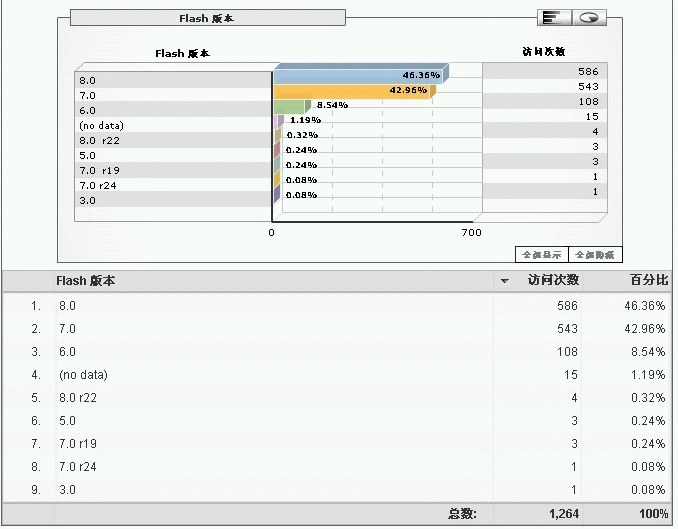 Flash 版本
Flash 版本 访问次数
8.0 46.36% 586
7.0 42.96% 543
6.0 8.54% 108
(no data) 1.19% 15
8.0 r22 0.32% 4
5.0 0.24% 3
7.0 r19 0.24% 3
7.0 r24 0.08% 1
3.0 0.08% 1
0 700
全部显示 全部隐藏
Flash 版本 访问次数 百分比
1. 8.0 586 46.36%
2. 7.0 543 42.96%
3. 6.0 108 8.54%
4. (no data) 15 1.19%
5. 8.0 r22 4 0.32%
6. 5.0 3 0.24%
7. 7.0 r19 3 0.24%
8. 7.0 r24 1 0.08%
9. 3.0 1 0.08%
总数: 1,264 100%